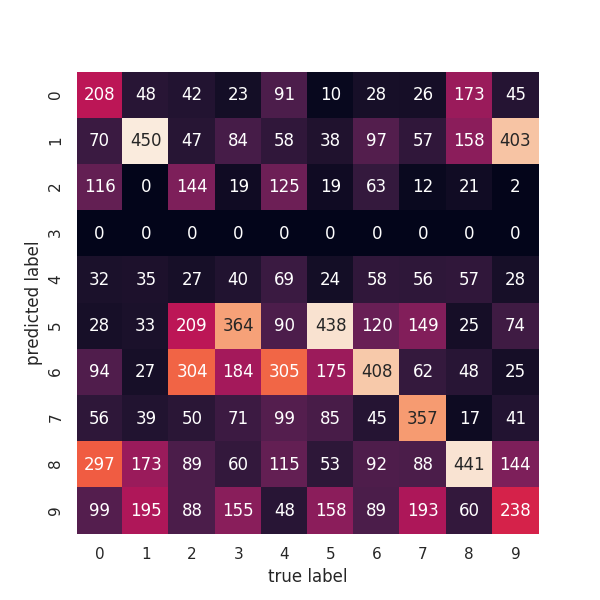 0 208 48 42 23 91 10 28 26 173 45
1 70 450 47 84 58 38 97 57 158 403
2 116 0 144 19 125 19 63 12 21 2
3 0 0 0 0 0 0 0 0 0 0
4 32 35 27 40 69 24 58 56 57 28
5 28 33 209 364 90 438 120 149 25 74
6 94 27 304 184 305 175 408 62 48 25
7 56 39 50 71 99 85 45 357 17 41
8 297 173 89 60 115 53 92 88 441 144
9 99 195 88 155 48 158 89 193 60 238
0 1 2 3 4 5 6 7 8 9
true label
predicted label